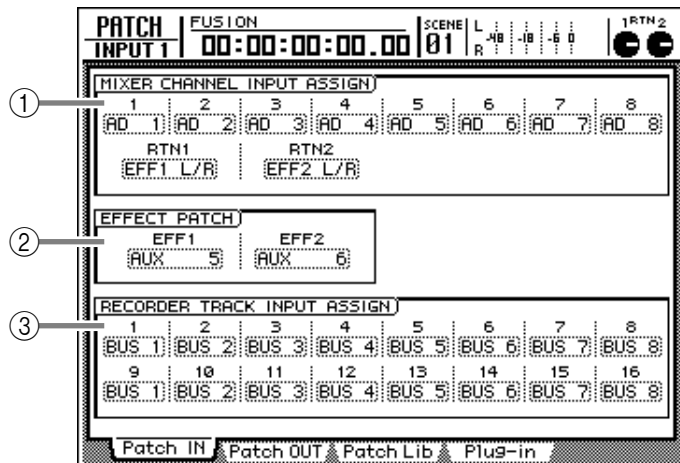 PATCH
INPUT 1
FUSION
00:00:00:00.00
SCENE
01
L
R -48 -18 -6 0
1 RTN 2
① MIXER CHANNEL INPUT ASSIGN
1 2 3 4 5 6 7 8
AD 1 AD 2 AD 3 AD 4 AD 5 AD 6 AD 7 AD 8
RTN1 RTN2
EFF1 L/R EFF2 L/R
② EFFECT PATCH
EFF1 EFF2
AUX 5 AUX 6
③ RECORDER TRACK INPUT ASSIGN
1 2 3 4 5 6 7 8
BUS 1 BUS 2 BUS 3 BUS 4 BUS 5 BUS 6 BUS 7 BUS 8
9 10 11 12 13 14 15 16
BUS 1 BUS 2 BUS 3 BUS 4 BUS 5 BUS 6 BUS 7 BUS 8
Patch IN Patch OUT Patch Lib Plug-in